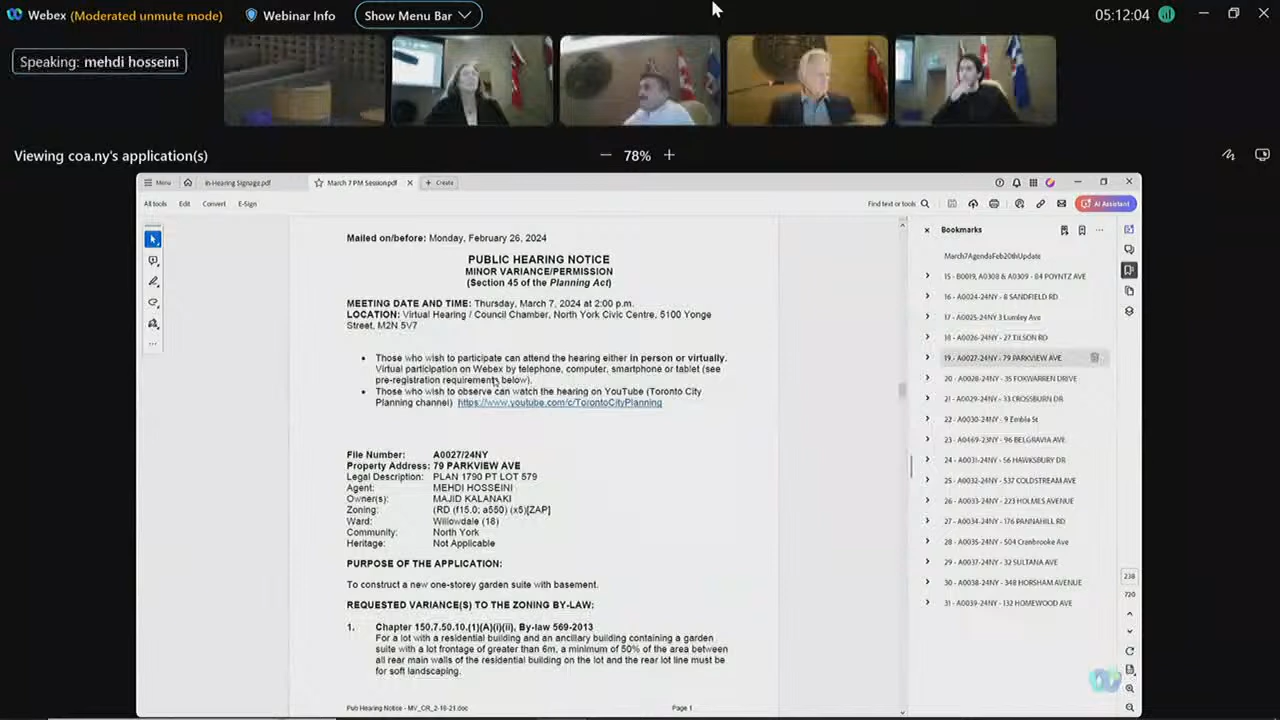 Webex (Moderated unmute mode) Webinar Info Show Menu Bar 05:12:04
Speaking: mehdi hosseini
Viewing coa.ny's application(s) 78%
Menu In-Hearing Signage.pdf March 7 PM Session.pdf Create
All tools Edit Convert E-Sign Find text or tools AI Assistant
Mailed on/before: Monday, February 26, 2024
PUBLIC HEARING NOTICE
MINOR VARIANCE/PERMISSION
(Section 45 of the Planning Act)
MEETING DATE AND TIME: Thursday, March 7, 2024 at 2:00 p.m.
LOCATION: Virtual Hearing / Council Chamber, North York Civic Centre, 5100 Yonge
Street, M2N 5V7
• Those who wish to participate can attend the hearing either in person or virtually.
Virtual participation on Webex by telephone, computer, smartphone or tablet (see
pre-registration requirements below).
• Those who wish to observe can watch the hearing on YouTube (Toronto City
Planning channel) https://www.youtube.com/c/TorontoCityPlanning
File Number: A0027/24NY
Property Address: 79 PARKVIEW AVE
Legal Description: PLAN 1790 PT LOT 579
Agent: MEHDI HOSSEINI
Owner(s): MAJID KALANAKI
Zoning: (RD (f15.0; a550) (x5)[ZAP]
Ward: Willowdale (18)
Community: North York
Heritage: Not Applicable
PURPOSE OF THE APPLICATION:
To construct a new one-storey garden suite with basement.
REQUESTED VARIANCE(S) TO THE ZONING BY-LAW:
1. Chapter 150.7.50.10.(1)(A)(i)(ii), By-law 569-2013
For a lot with a residential building and an ancillary building containing a garden
suite with a lot frontage of greater than 6m, a minimum of 50% of the area between
all rear main walls of the residential building on the lot and the rear lot line must be
for soft landscaping.
Pub Hearing Notice - MV_CR_2-16-21.doc Page 1
Bookmarks
March7AgendaFeb20thUpdate
15 - B0019, A0308 & A0309 - 84 POYNTZ AVE
16 - A0024-24NY - 8 SANDFIELD RD
17 - A0025-24NY 3 Lumley Ave
18 - A0026-24NY - 27 TILSON RD
19 - A0027-24NY - 79 PARKVIEW AVE
20 - A0028-24NY - 35 FOXWARREN DRIVE
21 - A0029-24NY - 33 CROSSBURN DR
22 - A0030-24NY - 9 Emble St
23 - A0469-23NY - 96 BELGRAVIA AVE
24 - A0031-24NY - 56 HAWKSBURY DR
25 - A0032-24NY - 537 COLDSTREAM AVE
26 - A0033-24NY - 223 HOLMES AVENUE
27 - A0034-24NY - 176 PANNAHILL RD
28 - A0035-24NY - 504 Cranbrooke Ave
29 - A0037-24NY - 32 SULTANA AVE
30 - A0038-24NY - 348 HORSHAM AVENUE
31 - A0039-24NY - 132 HOMEWOOD AVE
238
720